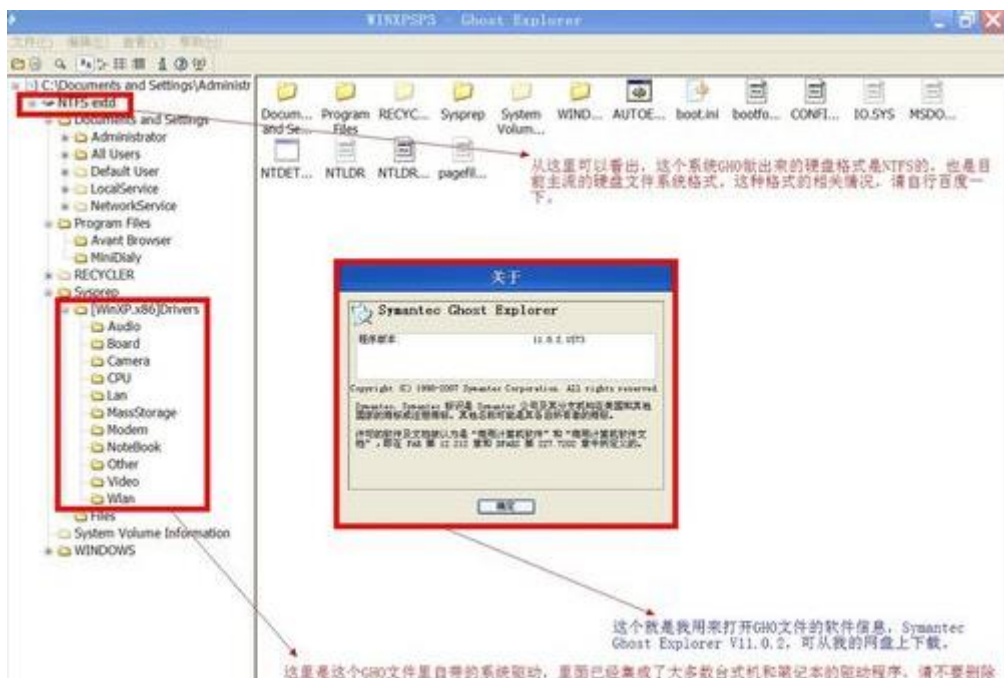 WINXPSP3 - Ghost Explorer
C:\Documents and Settings\Administr
NTFS extd
Documents and Settings
Administrator
All Users
Default User
LocalService
NetworkService
Program Files
Avant Browser
MiniDialy
RECYCLER
Sysprep
[WinXP.x86]Drivers
Audio
Board
Camera
CPU
Lan
MassStorage
Modem
NoteBook
Other
Video
Wlan
Files
System Volume Information
WINDOWS
Docum... and Se...
Program Files
RECYC...
Sysprep
System Volum...
WIND...
AUTOE...
boot.ini
bootfo...
CONFI...
IO.SYS
MSDO...
NTDET...
NTLDR
NTLDR...
pagefil...
从这里可以看出，这个系统GHO做出来的硬盘格式是NTFS的，也是目
前主流的硬盘文件系统格式，这种格式的相关情况，请自行百度一
下。
关于
Symantec Ghost Explorer
程序版本:
Copyright (C) 1998-2007 Symantec Corporation. All rights reserved.
确定
这个就是我用来打开GHO文件的软件信息，Symantec
Ghost Explorer V11.0.2，可从我的网盘上下载。
这里是这个GHO文件里自带的系统驱动，里面已经集成了大多数台式机和笔记本的驱动程序，请不要删除